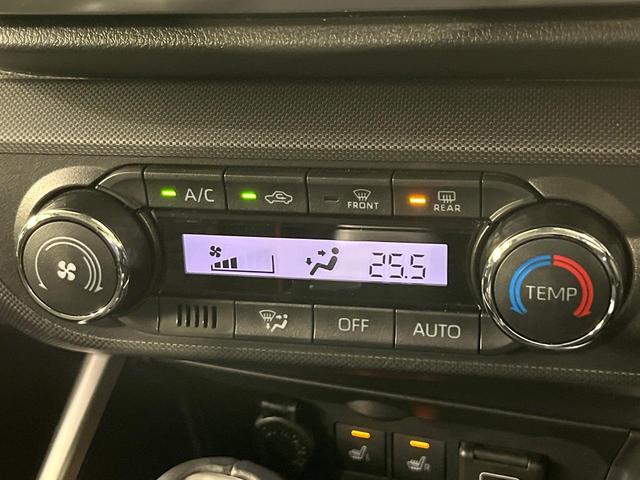 A/C
FRONT
REAR
25.5
TEMP
OFF
AUTO
L
R